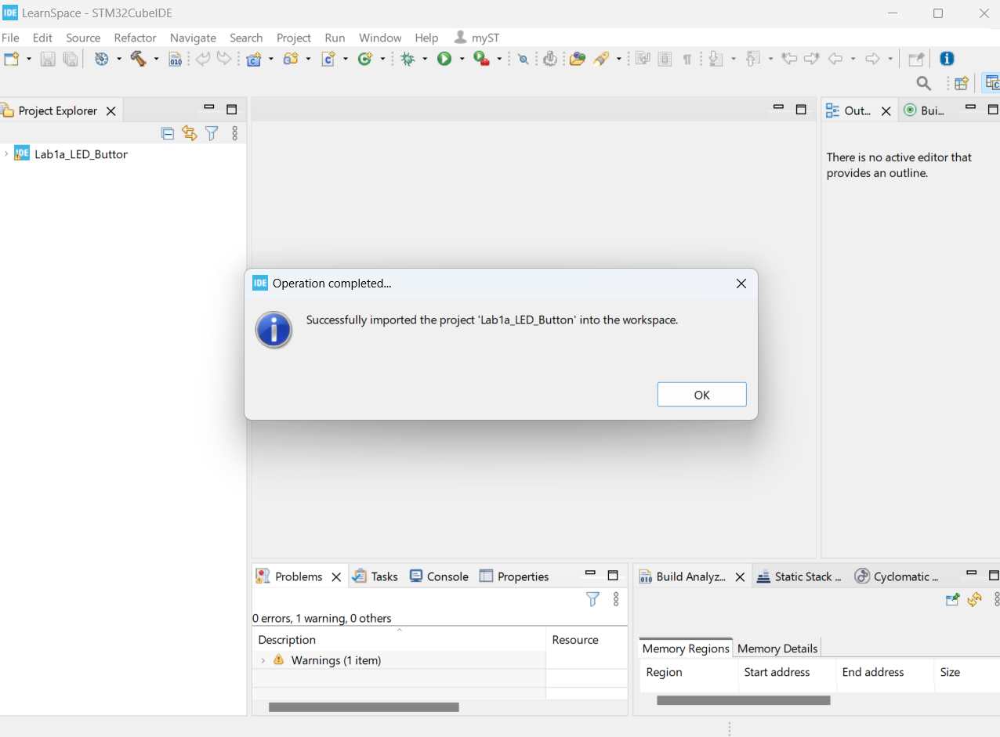 IDE LearnSpace - STM32CubeIDE
File Edit Source Refactor Navigate Search Project Run Window Help myST
010
Project Explorer
Out...
Bui...
IDE Lab1a_LED_Buttor
There is no active editor that
provides an outline.
IDE Operation completed...
Successfully imported the project 'Lab1a_LED_Button' into the workspace.
OK
Problems Tasks Console Properties
010 Build Analyz... Static Stack ... Cyclomatic ...
0 errors, 1 warning, 0 others
Description Resource
Warnings (1 item)
Memory Regions Memory Details
Region Start address End address Size